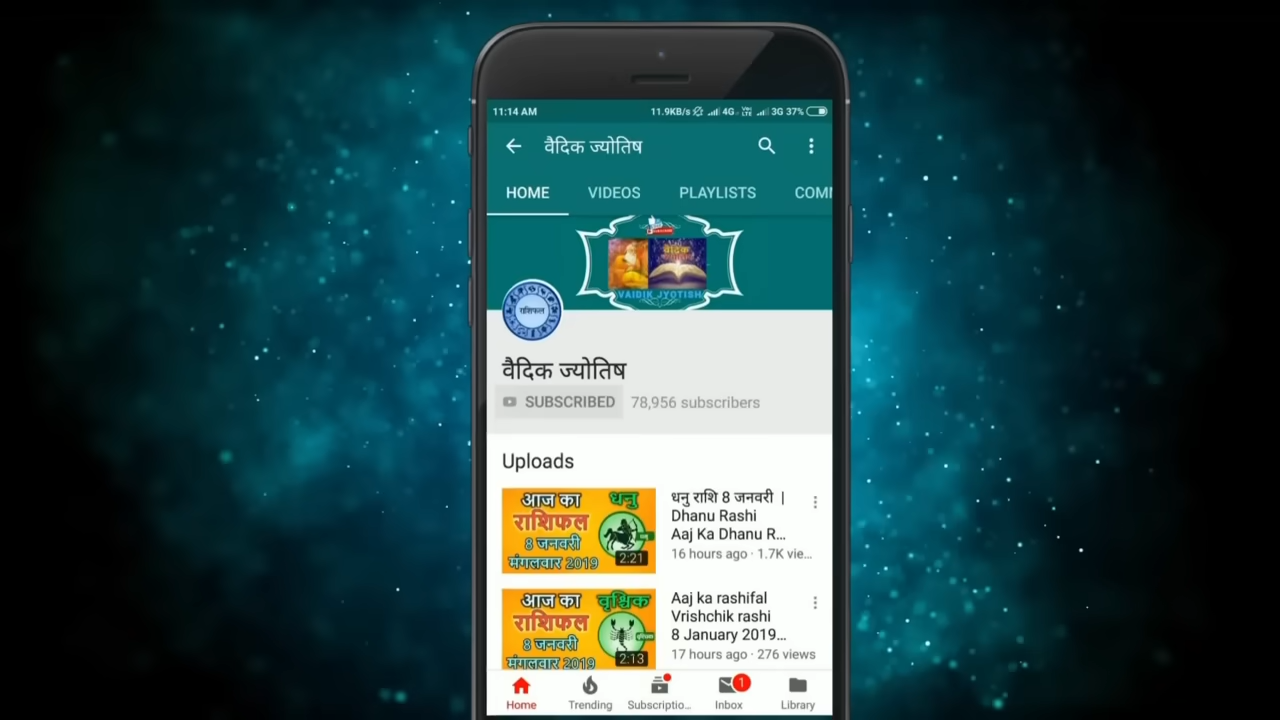 11:14 AM
11.9KB/s 4G VoLTE 3G 37%
वैदिक ज्योतिष
HOME VIDEOS PLAYLISTS COMM
वैदिक
VAIDIK JYOTISH
राशिफल
वैदिक ज्योतिष
SUBSCRIBED 78,956 subscribers
Uploads
आज का धनु
राशिफल
8 जनवरी
मंगलवार 2019
2:21
धनु राशि 8 जनवरी |
Dhanu Rashi
Aaj Ka Dhanu R...
16 hours ago · 1.7K vie...
आज का वृश्चिक
राशिफल
8 जनवरी
मंगलवार 2019
2:13
Aaj ka rashifal
Vrishchik rashi
8 January 2019...
17 hours ago · 276 views
1
Home Trending Subscriptio... Inbox Library